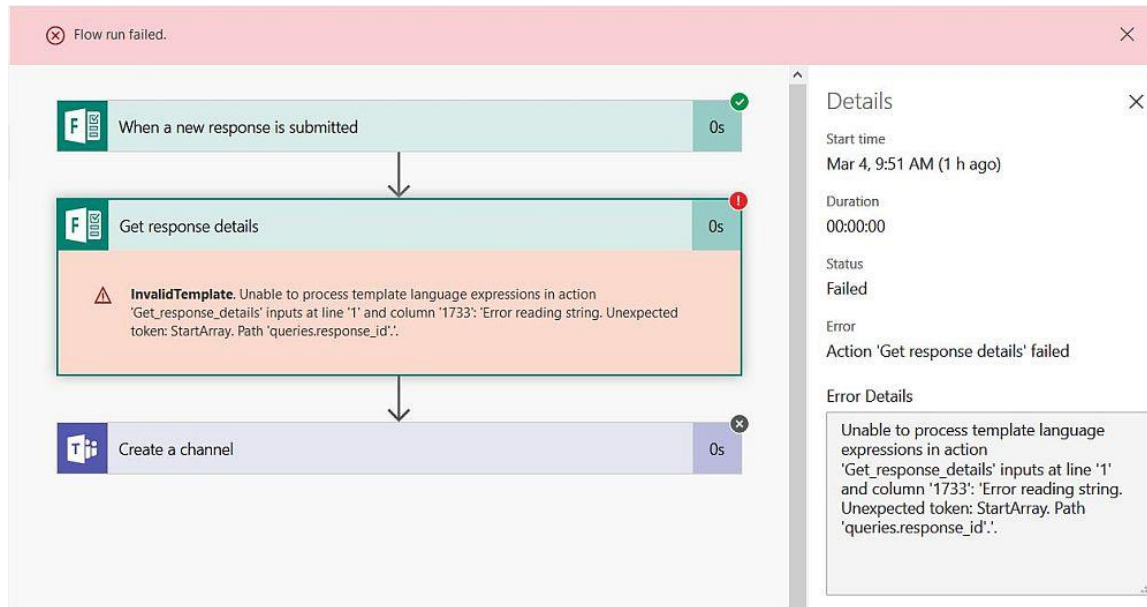 Flow run failed.
When a new response is submitted
0s
Get response details
0s
InvalidTemplate. Unable to process template language expressions in action
'Get_response_details' inputs at line '1' and column '1733': 'Error reading string. Unexpected
token: StartArray. Path 'queries.response_id'.'.
Create a channel
0s
Details
Start time
Mar 4, 9:51 AM (1 h ago)
Duration
00:00:00
Status
Failed
Error
Action 'Get response details' failed
Error Details
Unable to process template language
expressions in action
'Get_response_details' inputs at line '1'
and column '1733': 'Error reading string.
Unexpected token: StartArray. Path
'queries.response_id'.'.